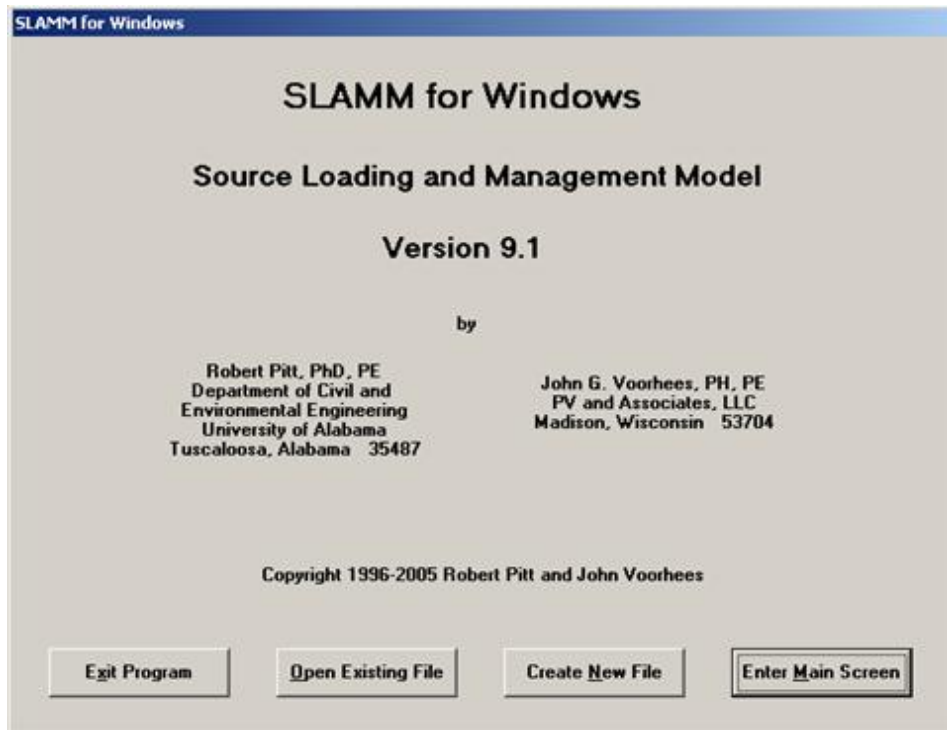 SLAMM for Windows
SLAMM for Windows
Source Loading and Management Model
Version 9.1
by
Robert Pitt, PhD, PE
Department of Civil and
Environmental Engineering
University of Alabama
Tuscaloosa, Alabama 35487
John G. Voorhees, PH, PE
PV and Associates, LLC
Madison, Wisconsin 53704
Copyright 1996-2005 Robert Pitt and John Voorhees
Exit Program
Open Existing File
Create New File
Enter Main Screen